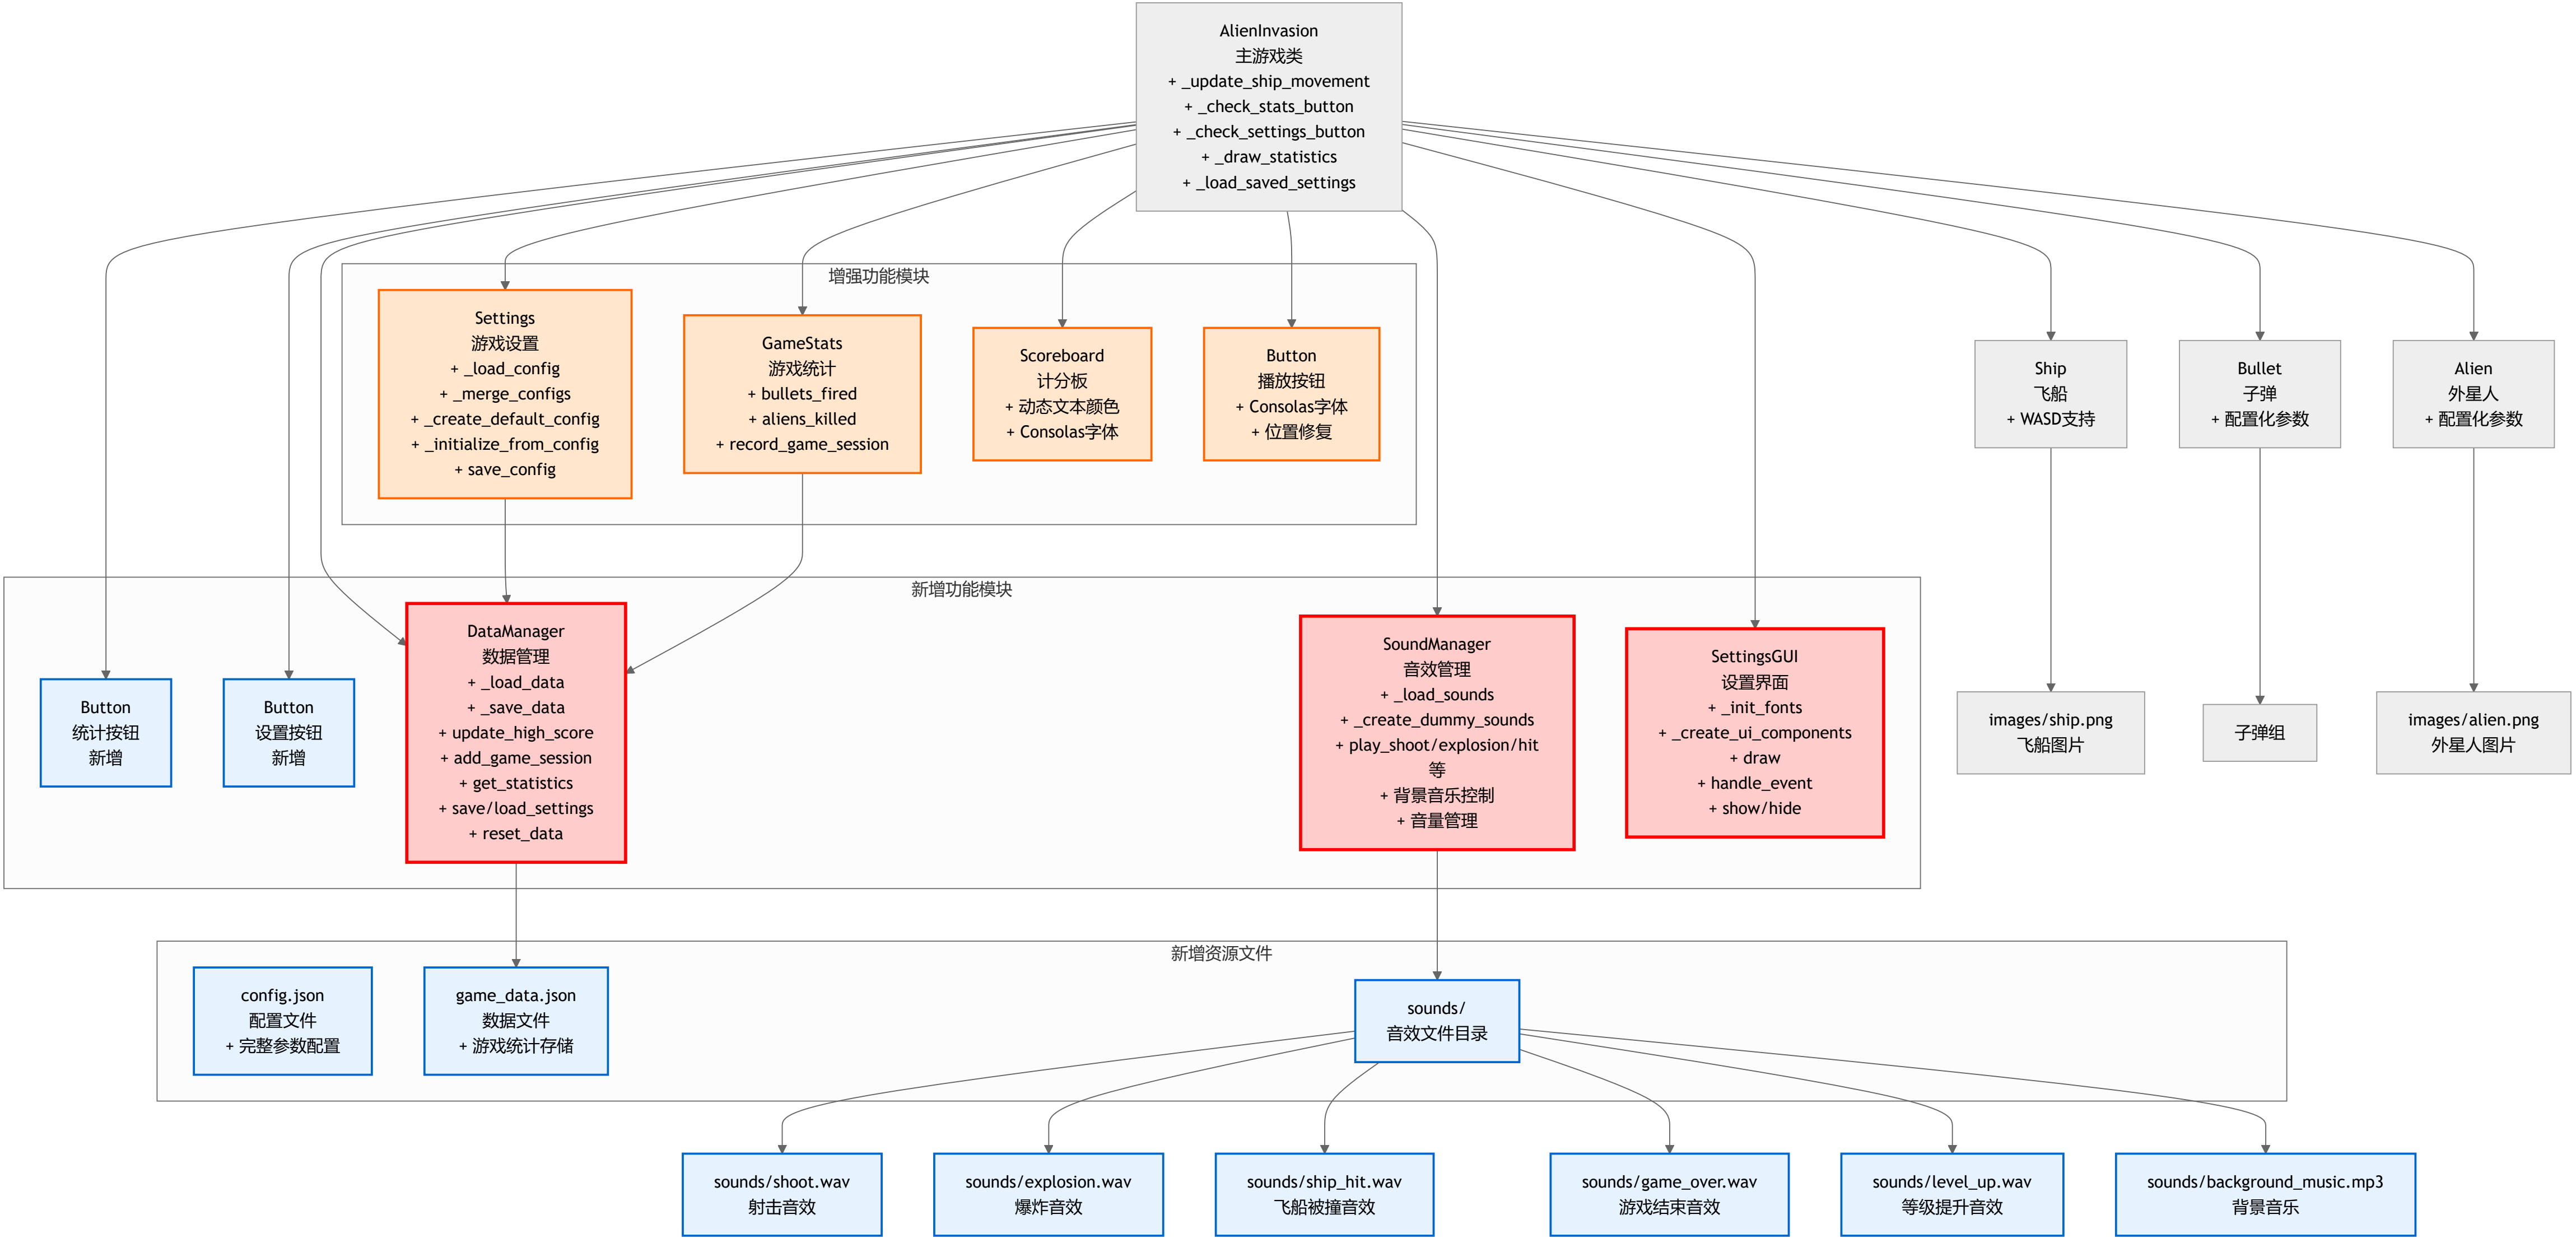 AlienInvasion
主游戏类
+ _update_ship_movement
+ _check_stats_button
+ _check_settings_button
+ _draw_statistics
+ _load_saved_settings
增强功能模块
Settings
游戏设置
+ _load_config
+ _merge_configs
+ _create_default_config
+ _initialize_from_config
+ save_config
GameStats
游戏统计
+ bullets_fired
+ aliens_killed
+ record_game_session
Scoreboard
计分板
+ 动态文本颜色
+ Consolas字体
Button
播放按钮
+ Consolas字体
+ 位置修复
Ship
飞船
+ WASD支持
Bullet
子弹
+ 配置化参数
Alien
外星人
+ 配置化参数
新增功能模块
Button
统计按钮
新增
Button
设置按钮
新增
DataManager
数据管理
+ _load_data
+ _save_data
+ update_high_score
+ add_game_session
+ get_statistics
+ save/load_settings
+ reset_data
SoundManager
音效管理
+ _load_sounds
+ _create_dummy_sounds
+ play_shoot/explosion/hit
等
+ 背景音乐控制
+ 音量管理
SettingsGUI
设置界面
+ _init_fonts
+ _create_ui_components
+ draw
+ handle_event
+ show/hide
images/ship.png
飞船图片
子弹组
images/alien.png
外星人图片
新增资源文件
config.json
配置文件
+ 完整参数配置
game_data.json
数据文件
+ 游戏统计存储
sounds/
音效文件目录
sounds/shoot.wav
射击音效
sounds/explosion.wav
爆炸音效
sounds/ship_hit.wav
飞船被撞音效
sounds/game_over.wav
游戏结束音效
sounds/level_up.wav
等级提升音效
sounds/background_music.mp3
背景音乐